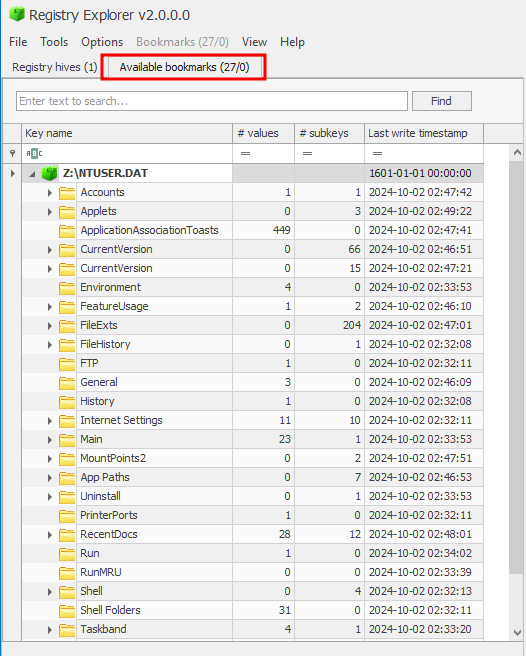 Registry Explorer v2.0.0.0
File Tools Options Bookmarks (27/0) View Help
Registry hives (1) Available bookmarks (27/0)
Enter text to search... Find
Key name # values # subkeys Last write timestamp
ABC = = =
Z:\NTUSER.DAT 1601-01-01 00:00:00
Accounts 1 1 2024-10-02 02:47:42
Applets 0 3 2024-10-02 02:49:22
ApplicationAssociationToasts 449 0 2024-10-02 02:47:41
CurrentVersion 0 66 2024-10-02 02:46:51
CurrentVersion 0 15 2024-10-02 02:47:21
Environment 4 0 2024-10-02 02:33:53
FeatureUsage 1 2 2024-10-02 02:46:10
FileExts 0 204 2024-10-02 02:47:01
FileHistory 0 1 2024-10-02 02:32:08
FTP 1 0 2024-10-02 02:32:11
General 3 0 2024-10-02 02:46:09
History 1 0 2024-10-02 02:32:08
Internet Settings 11 10 2024-10-02 02:32:11
Main 23 1 2024-10-02 02:33:53
MountPoints2 0 2 2024-10-02 02:47:51
App Paths 0 7 2024-10-02 02:46:53
Uninstall 0 1 2024-10-02 02:33:53
PrinterPorts 1 0 2024-10-02 02:32:11
RecentDocs 28 12 2024-10-02 02:48:01
Run 1 0 2024-10-02 02:34:02
RunMRU 0 0 2024-10-02 02:33:39
Shell 0 4 2024-10-02 02:32:13
Shell Folders 31 0 2024-10-02 02:32:11
Taskband 4 1 2024-10-02 02:33:20